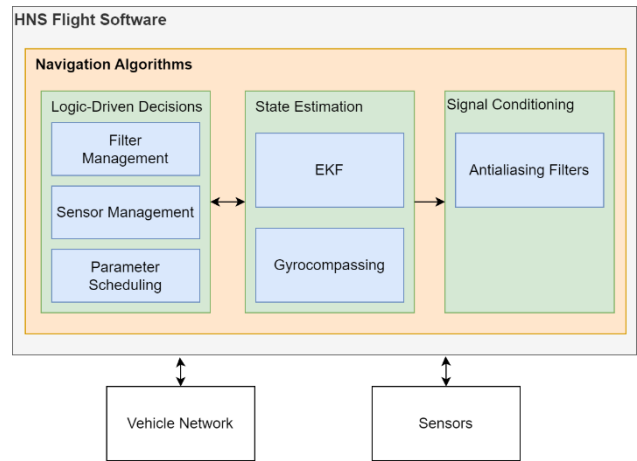 HNS Flight Software
Navigation Algorithms
Logic-Driven Decisions
Filter
Management
Sensor Management
Parameter
Scheduling
State Estimation
EKF
Gyrocompassing
Signal Conditioning
Antialiasing Filters
Vehicle Network
Sensors